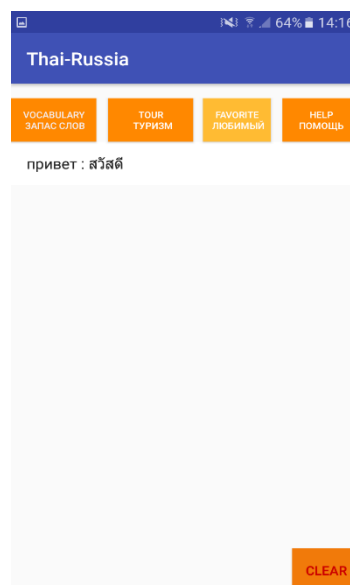 64% 14:16
Thai-Russia
VOCABULARY
ЗАПАС СЛОВ
TOUR
ТУРИЗМ
FAVORITE
ЛЮБИМЫЙ
HELP
ПОМОЩЬ
привет : สวัสดี
CLEAR